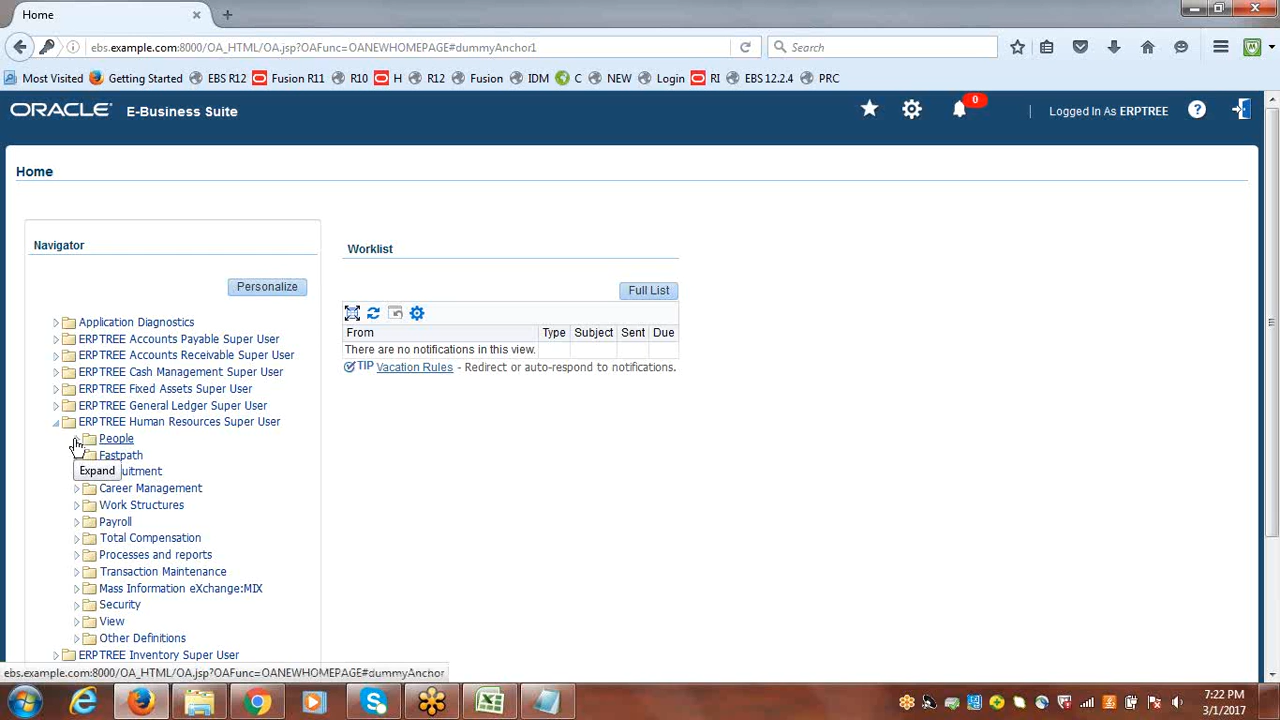 Home
ebs.example.com:8000/OA_HTML/OA.jsp?OAFunc=OANEWHOMEPAGE#dummyAnchor1
Search
Most Visited Getting Started EBS R12 Fusion R11 R10 H R12 Fusion IDM C NEW Login RI EBS 12.2.4 PRC
ORACLE E-Business Suite
0
Logged In As ERPTREE
Home
Navigator
Personalize
Application Diagnostics
ERPTREE Accounts Payable Super User
ERPTREE Accounts Receivable Super User
ERPTREE Cash Management Super User
ERPTREE Fixed Assets Super User
ERPTREE General Ledger Super User
ERPTREE Human Resources Super User
People
Fastpath
Expand uitment
Career Management
Work Structures
Payroll
Total Compensation
Processes and reports
Transaction Maintenance
Mass Information eXchange:MIX
Security
View
Other Definitions
ERPTREE Inventory Super User
Worklist
Full List
From Type Subject Sent Due
There are no notifications in this view.
TIP Vacation Rules - Redirect or auto-respond to notifications.
ebs.example.com:8000/OA_HTML/OA.jsp?OAFunc=OANEWHOMEPAGE#dummyAnchor
7:22 PM
3/1/2017